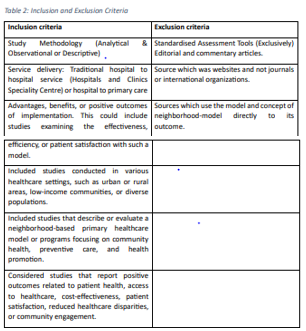 Table 2: Inclusion and Exclusion Criteria
Inclusion criteria
Exclusion criteria
Study Methodology (Analytical &
Observational or Descriptive)
Standardised Assessment Tools (Exclusively)
Editorial and commentary articles.
Service delivery: Traditional hospital to
hospital service (Hospitals and Clinics
Speciality Centre) or hospital to primary care
Source which was websites and not journals
or international organizations.
Advantages, benefits, or positive outcomes
of implementation. This could include
studies examining the effectiveness,
Sources which use the model and concept of
neighborhood-model directly to its
outcome.
efficiency, or patient satisfaction with such a
model.
Included studies conducted in various
healthcare settings, such as urban or rural
areas, low-income communities, or diverse
populations.
Included studies that describe or evaluate a
neighborhood-based primary healthcare
model or programs focusing on community
health, preventive care, and health
promotion.
Considered studies that report positive
outcomes related to patient health, access
to healthcare, cost-effectiveness, patient
satisfaction, reduced healthcare disparities,
or community engagement.